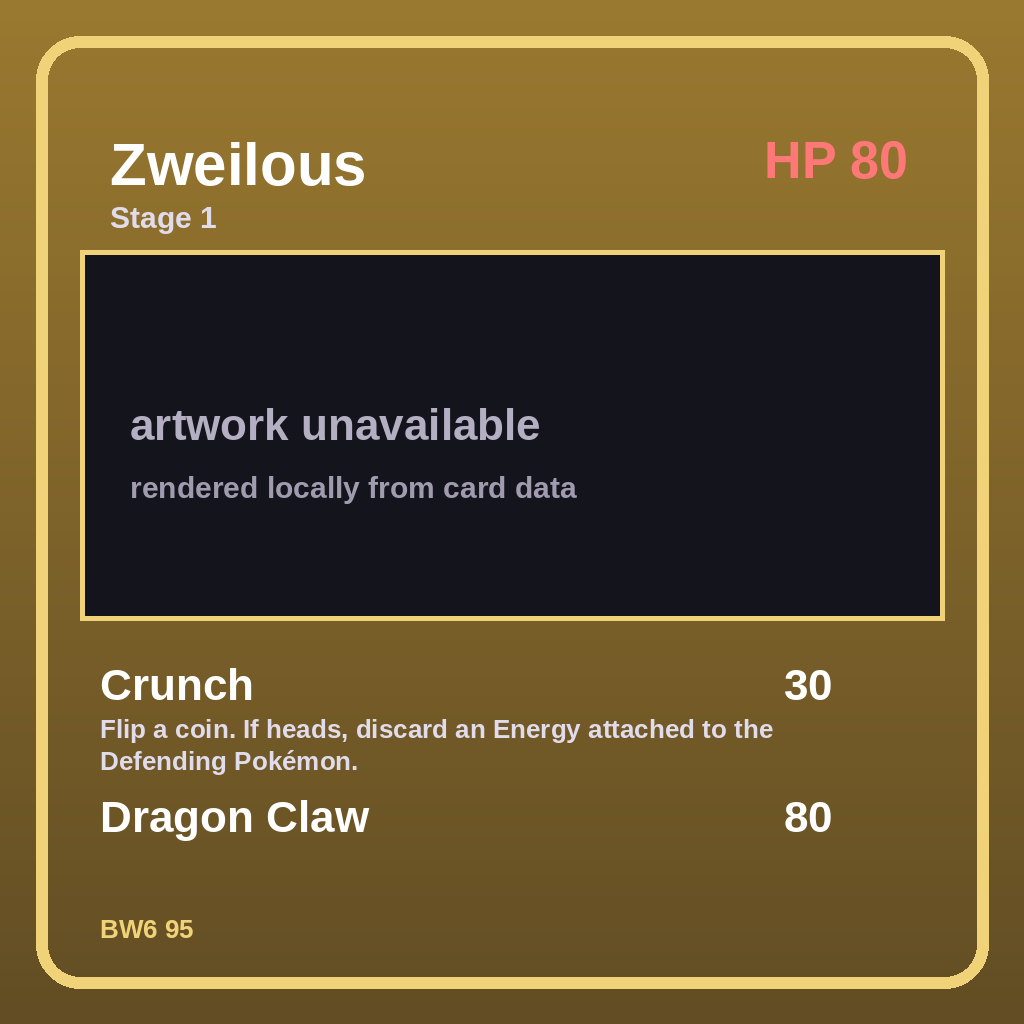 Zweilous
HP 80
Stage 1
artwork unavailable
rendered locally from card data
Crunch 30
Flip a coin. If heads, discard an Energy attached to the
Defending Pokémon.
Dragon Claw 80
BW6 95